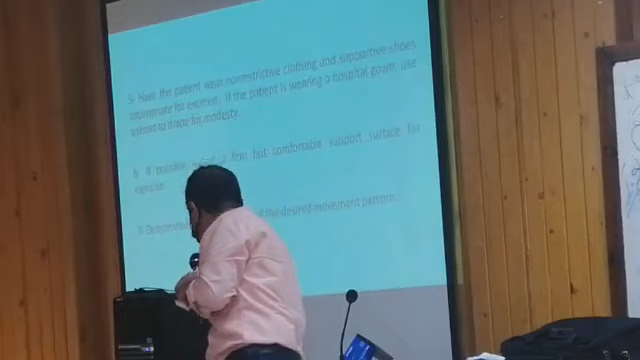 5- Have the patient wear nonrestrictive clothing and supportive shoes
appropriate for exercise. If the patient is wearing a hospital gown, use
a sheet to drape for modesty.
6- If possible, select a firm but comfortable support surface for
exercise.
7- Demonstrate of the desired movement pattern.